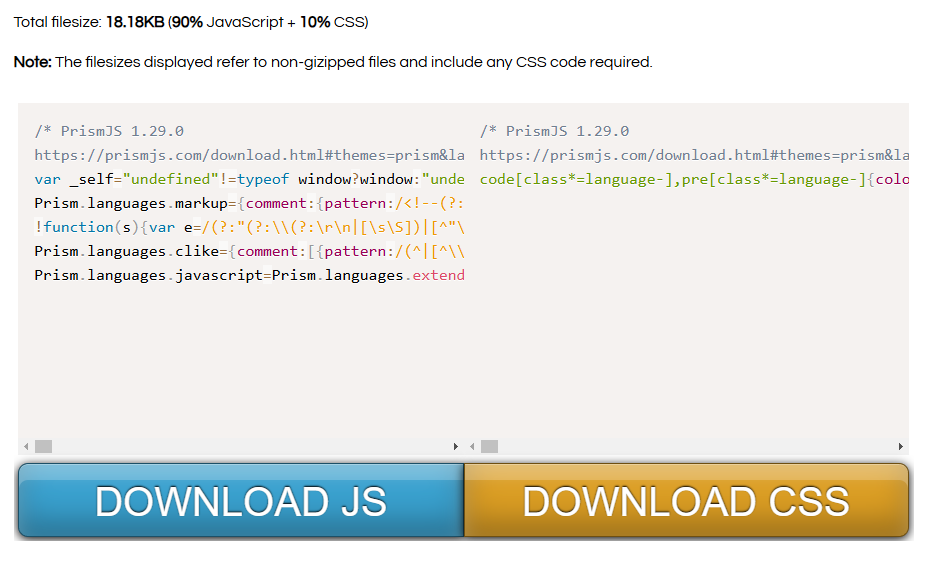 Total filesize: 18.18KB (90% JavaScript + 10% CSS)
Note: The filesizes displayed refer to non-gizipped files and include any CSS code required.
/* PrismJS 1.29.0
https://prismjs.com/download.html#themes=prism&la
var _self="undefined"!=typeof window?window:"unde
Prism.languages.markup={comment:{pattern:/<!--(?:
!function(s){var e=/(?:"(?:\\(?:\r\n|[\s\S])|[^"\
Prism.languages.clike={comment:[{pattern:/(^|[^\\
Prism.languages.javascript=Prism.languages.extend
/* PrismJS 1.29.0
https://prismjs.com/download.html#themes=prism&la
code[class*=language-],pre[class*=language-]{colo
DOWNLOAD JS
DOWNLOAD CSS